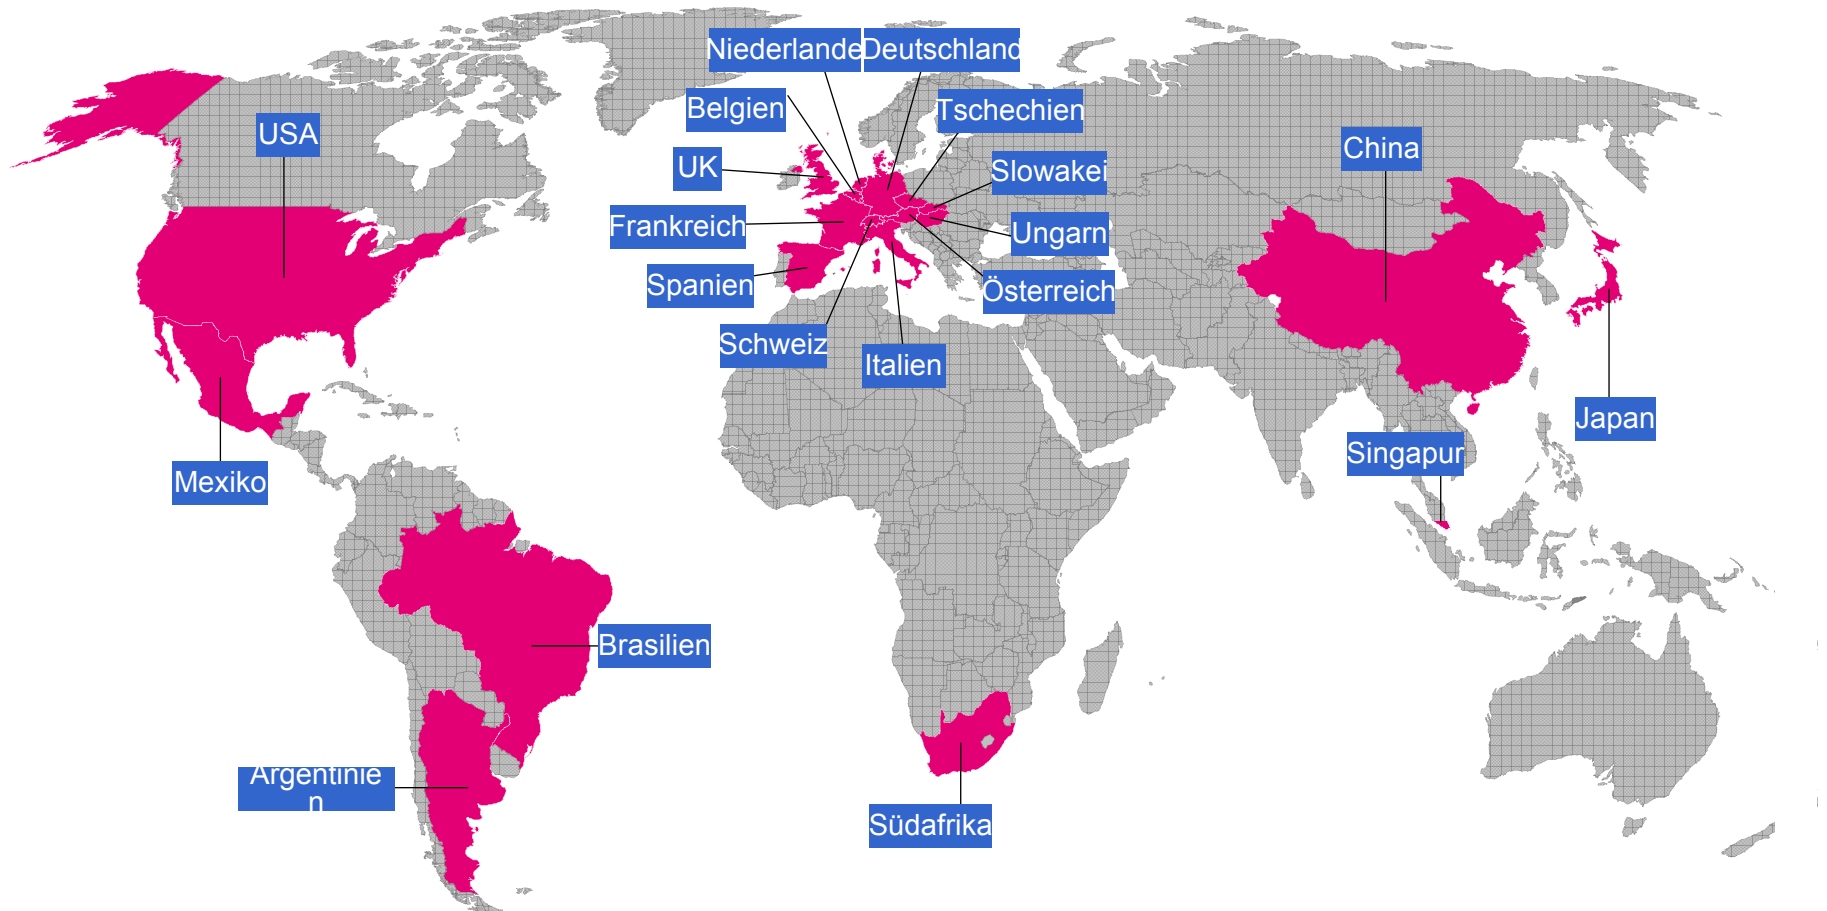 Niederlande
Deutschland
Belgien
Tschechien
USA
China
UK
Slowakei
Frankreich
Ungarn
Spanien
Österreich
Schweiz
Italien
Japan
Singapur
Mexiko
Brasilien
Argentinie
n
Südafrika